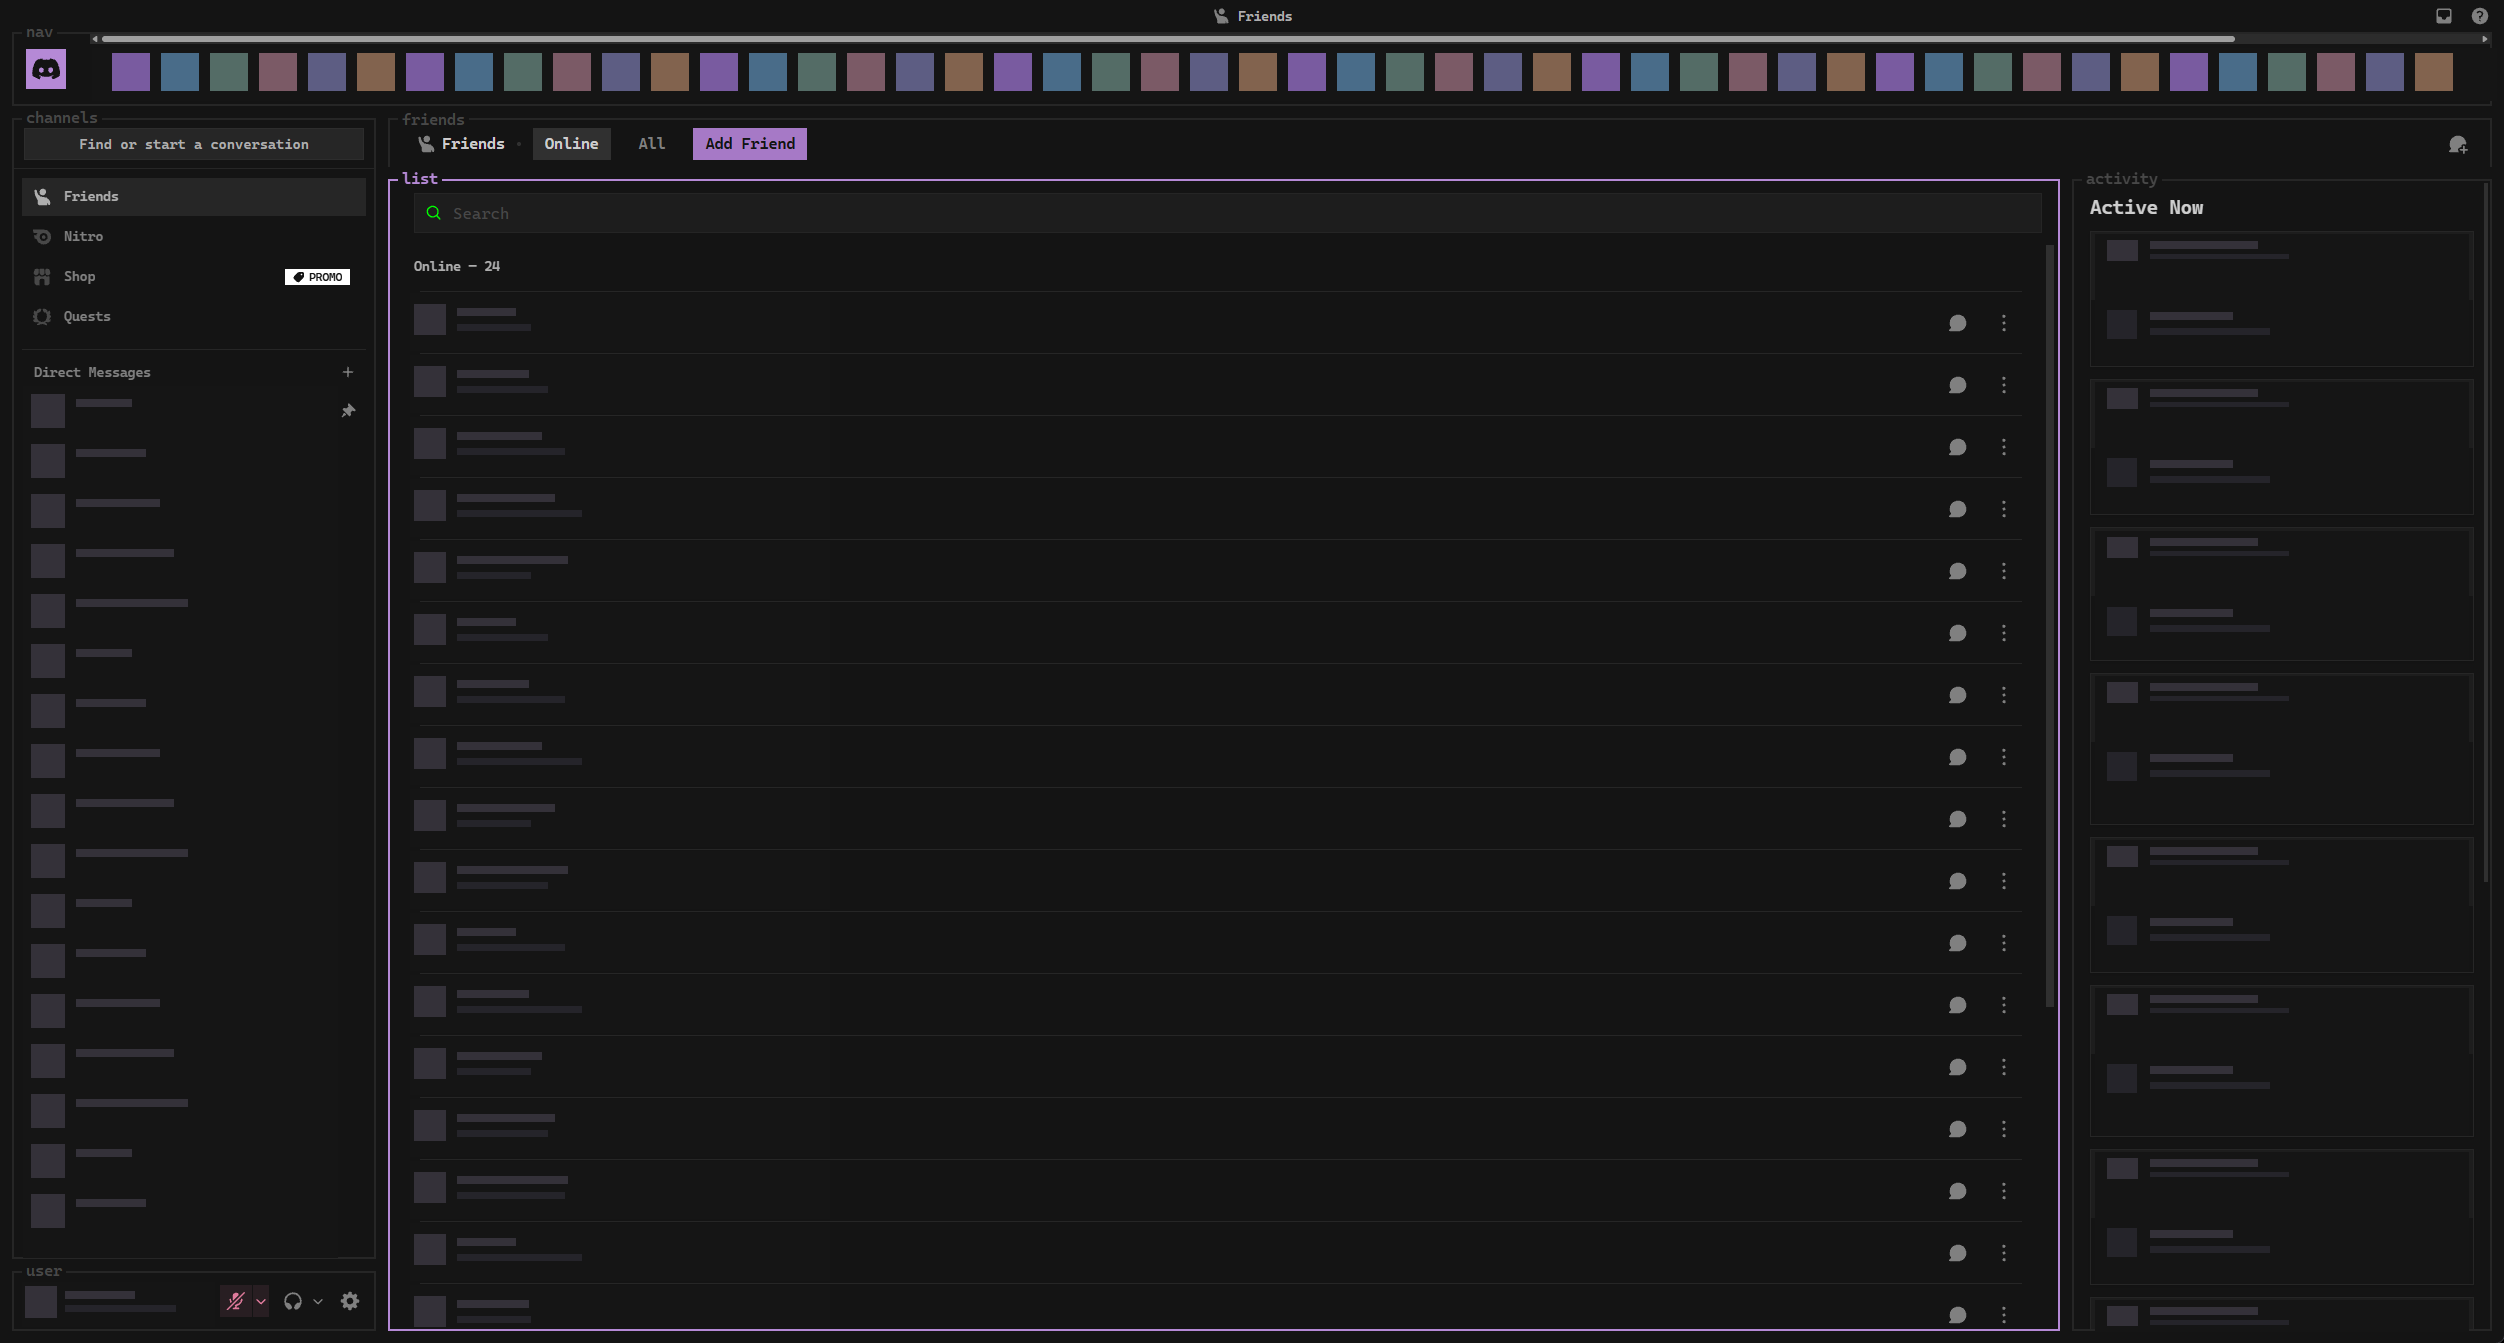 Friends
nav
channels
Find or start a conversation
Friends
Nitro
Shop
PROMO
Quests
Direct Messages
friends
Friends
Online
All
Add Friend
list
Search
Online — 24
activity
Active Now
user